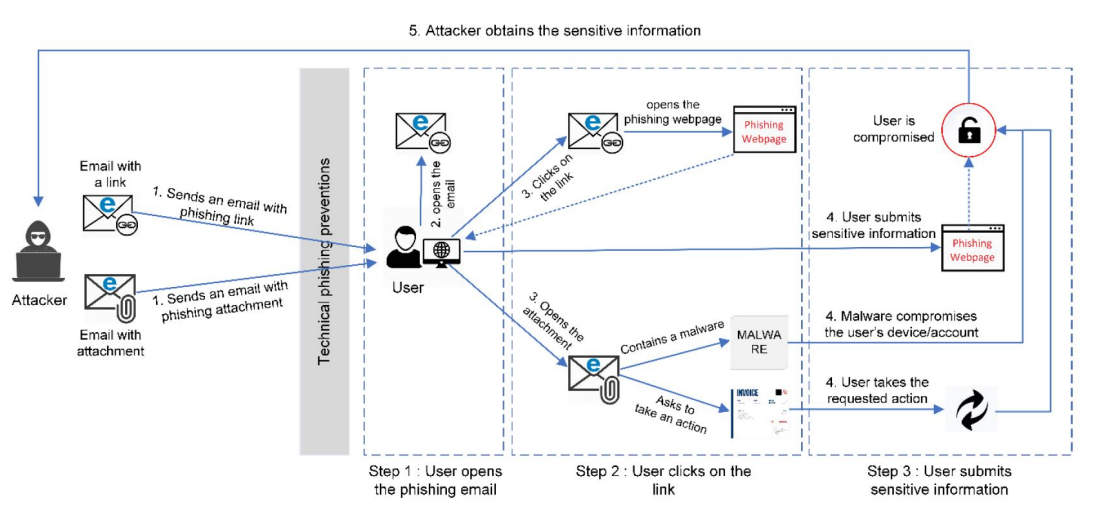 5. Attacker obtains the sensitive information
Email with
a link
1. Sends an email with
phishing link
Attacker
1. Sends an email with
phishing attachment
Email with
attachment
Technical phishing preventions
2. opens the
email
User
3. Clicks on
the link
opens the
phishing webpage
Phishing
Webpage
3. Opens the
attachment
Contains a malware
MALWA
RE
Asks to
take an action
INVOICE
User is
compromised
4. User submits
sensitive information
Phishing
Webpage
4. Malware compromises
the user's device/account
4. User takes the
requested action
Step 1 : User opens
the phishing email
Step 2 : User clicks on the
link
Step 3 : User submits
sensitive information